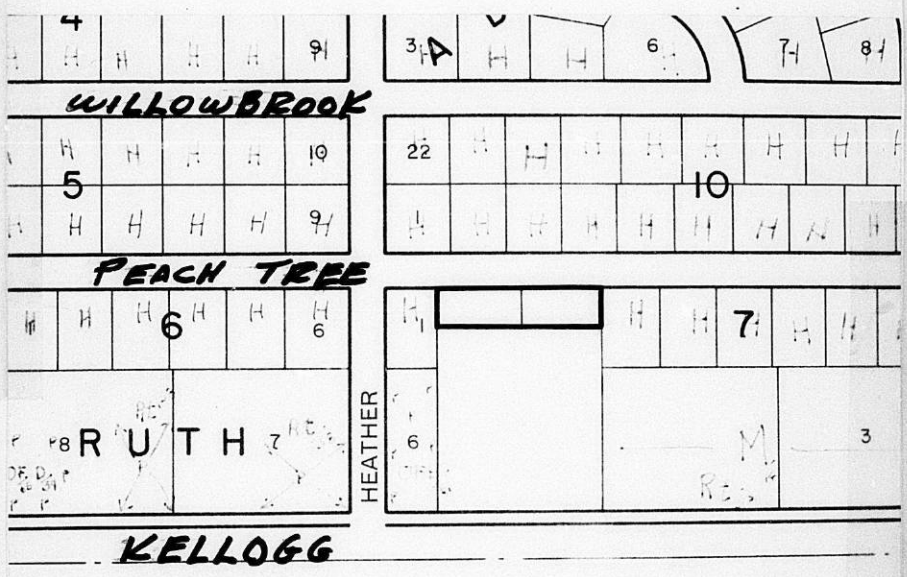 4
H H H H H 9 H
3 H A H H 6 H 7 H 8 H
WILLOWBROOK
H H H H 10
22 H H H H H H H H
5 10
H H H H H 9 H
1 H H H H H H H H H
PEACH TREE
H H H 6 H H H 6
H 1 H H 7 H H H
HEATHER
8 RUTH 7
6
M 3
KELLOGG